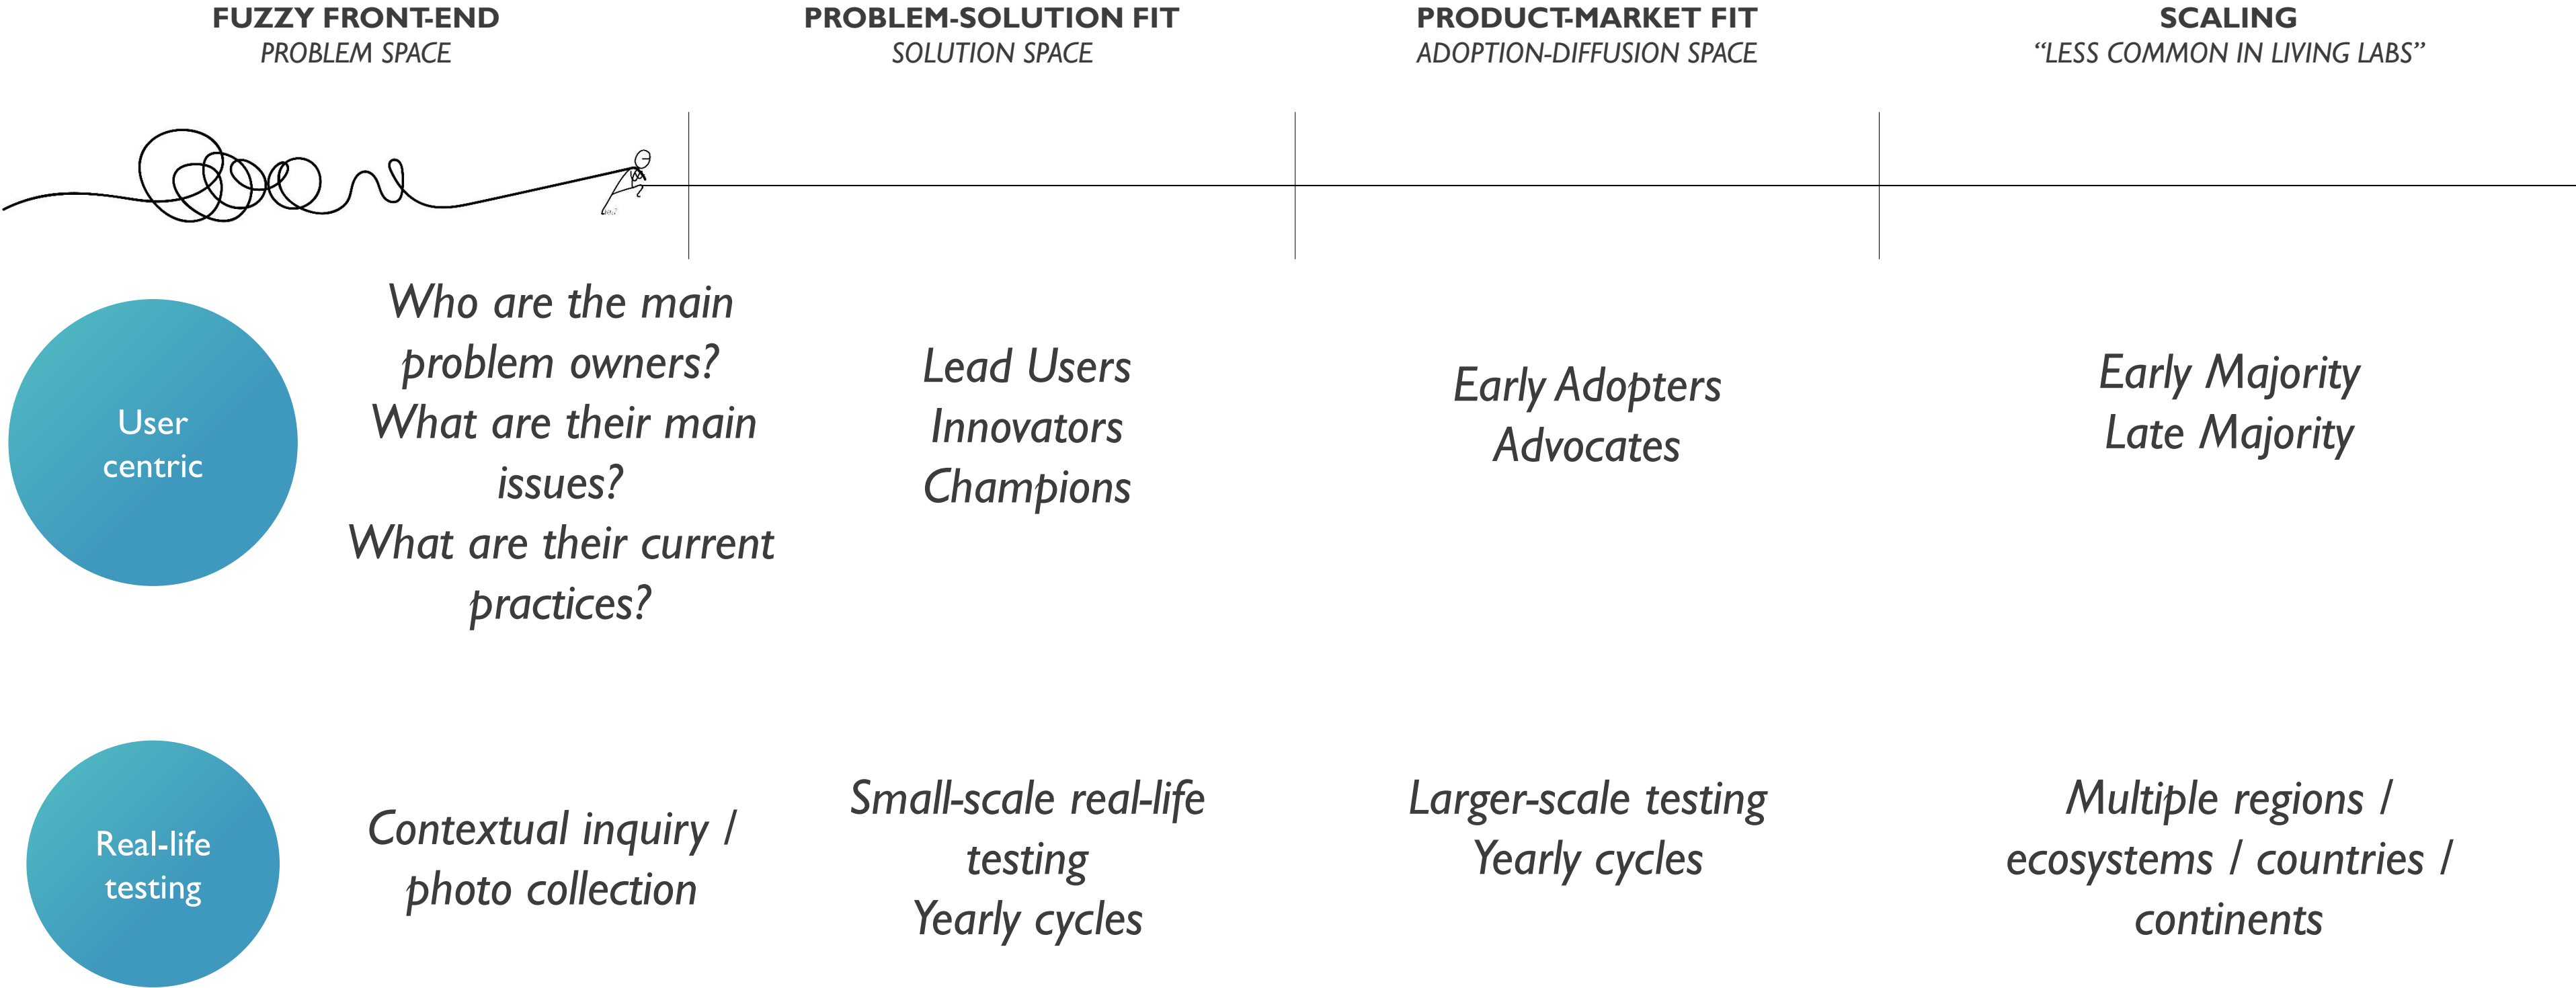 FUZZY FRONT-END
PROBLEM SPACE
PROBLEM-SOLUTION FIT
SOLUTION SPACE
PRODUCT-MARKET FIT
ADOPTION-DIFFUSION SPACE
SCALING
“LESS COMMON IN LIVING LABS”
User
centric
Who are the main
problem owners?
What are their main
issues?
What are their current
practices?
Lead Users
Innovators
Champions
Early Adopters
Advocates
Early Majority
Late Majority
Real-life
testing
Contextual inquiry /
photo collection
Small-scale real-life
testing
Yearly cycles
Larger-scale testing
Yearly cycles
Multiple regions /
ecosystems / countries /
continents